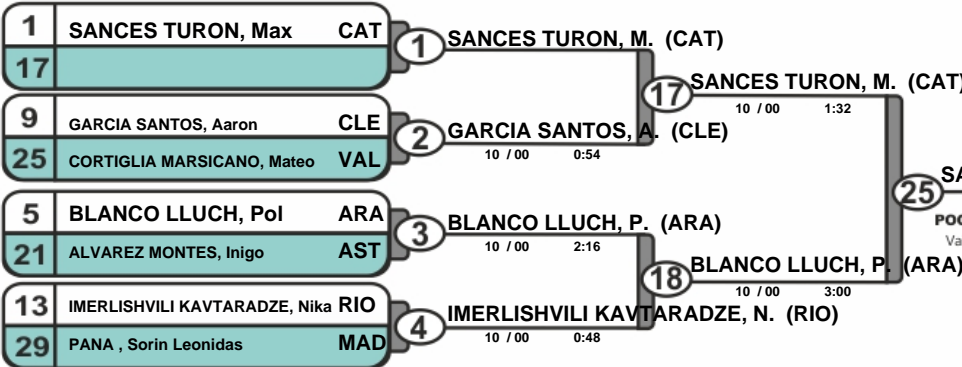 1 SANCES TURON, Max CAT
17
1 SANCES TURON, M. (CAT)
9 GARCIA SANTOS, Aaron CLE
25 CORTIGLIA MARSICANO, Mateo VAL
2 GARCIA SANTOS, A. (CLE)
10 / 00 0:54
17 SANCES TURON, M. (CAT)
10 / 00 1:32
5 BLANCO LLUCH, Pol ARA
21 ALVAREZ MONTES, Inigo AST
3 BLANCO LLUCH, P. (ARA)
10 / 00 2:16
13 IMERLISHVILI KAVTARADZE, Nika RIO
29 PANA , Sorin Leonidas MAD
4 IMERLISHVILI KAVTARADZE, N. (RIO)
10 / 00 0:48
18 BLANCO LLUCH, P. (ARA)
10 / 00 3:00
25